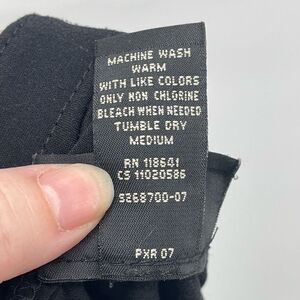 MACHINE WASH
WARM
WITH LIKE COLORS
ONLY NON CHLORINE
BLEACH WHEN NEEDED
TUMBLE DRY
MEDIUM
RN 118641
CS 11020586
S268700-07
PXR 07